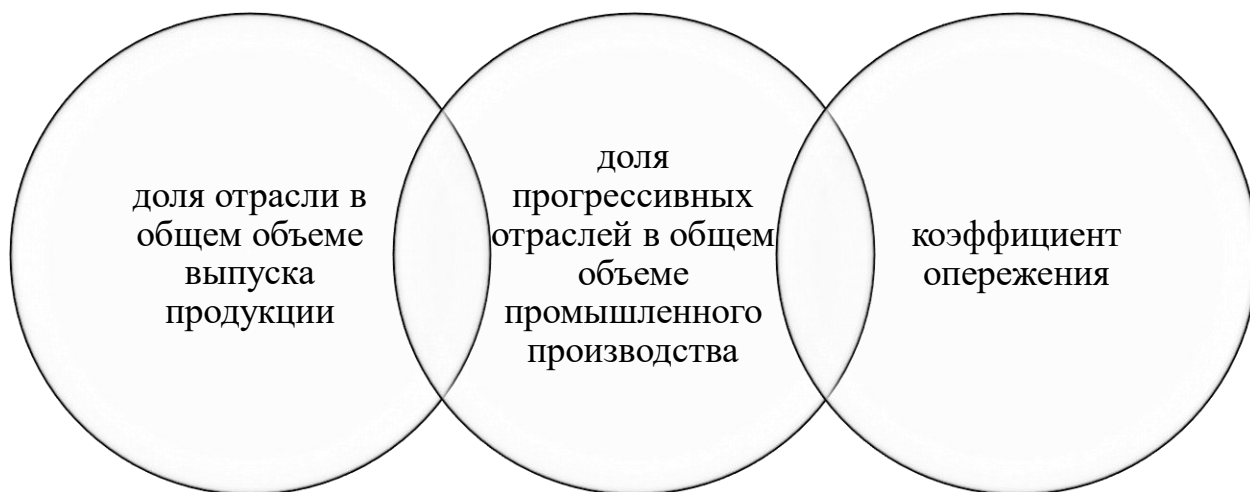 доля отрасли в
общем объеме
выпуска
продукции
доля
прогрессивных
отраслей в общем
объеме
промышленного
производства
коэффициент
опережения